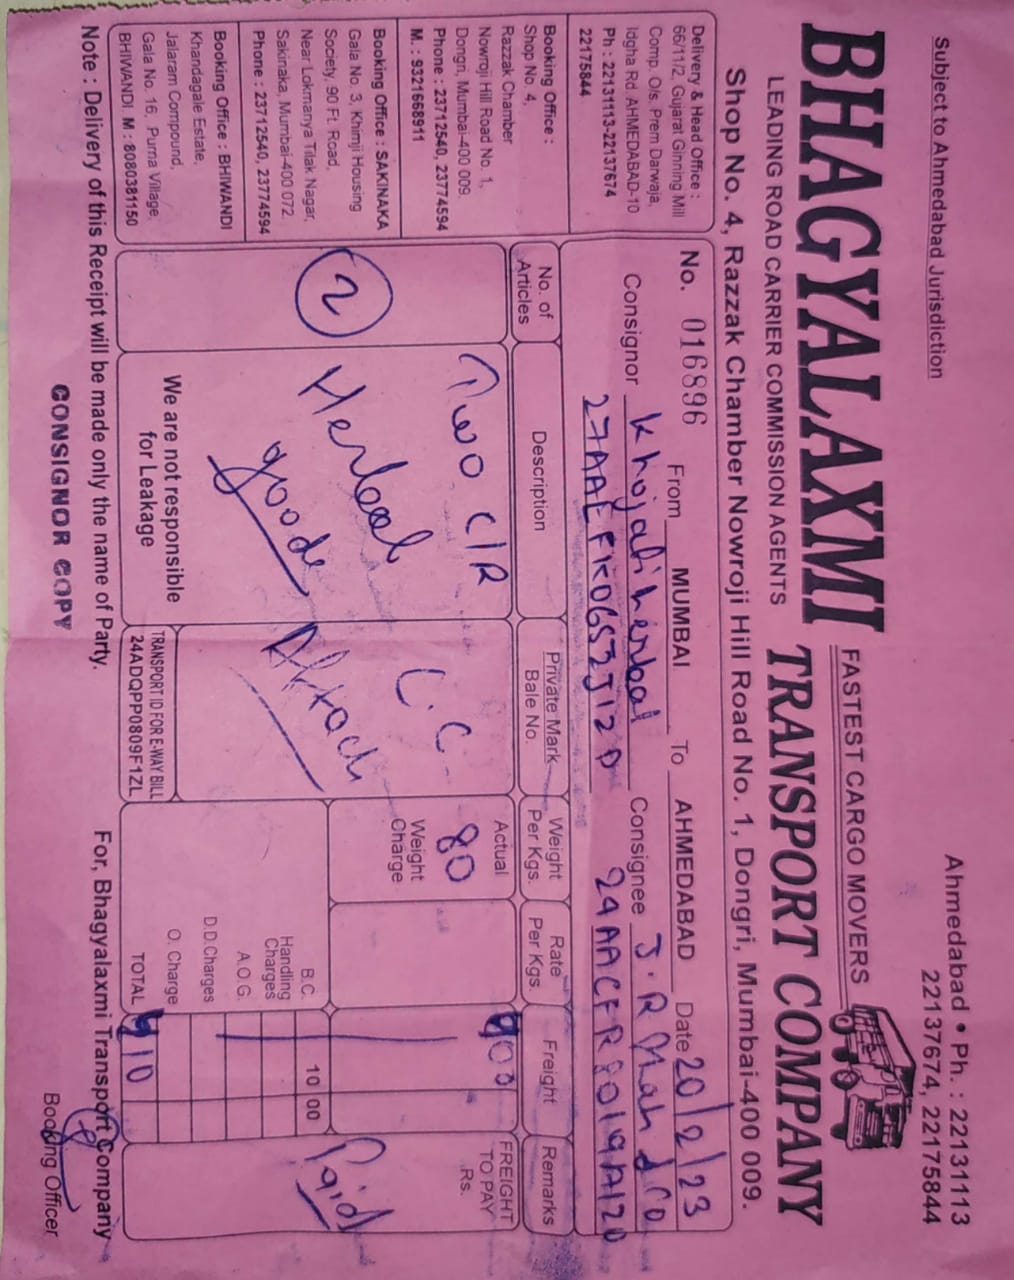 Subject to Ahmedabad Jurisdiction
Ahmedabad • Ph. : 22131113
22137674, 22175844
BHAGYALAXMI TRANSPORT COMPANY
FASTEST CARGO MOVERS
LEADING ROAD CARRIER COMMISSION AGENTS
Shop No. 4, Razzak Chamber Nowroji Hill Road No. 1, Dongri, Mumbai-400 009.
Delivery & Head Office :
66/11/2, Gujarat Ginning Mill
Comp. O/s. Prem Darwaja,
Idgha Rd. AHMEDABAD-10
Ph : 22131113-22137674
22175844
Booking Office :
Shop No. 4,
Razzak Chamber
Nowroji Hill Road No. 1,
Dongri, Mumbai-400 009.
Phone : 23712540, 23774594
M. : 9321668911
Booking Office : SAKINAKA
Gala No. 3, Khimji Housing
Society, 90 Ft. Road,
Near Lokmanya Tilak Nagar,
Sakinaka, Mumbai-400 072.
Phone : 23712540, 23774594
Booking Office : BHIWANDI
Khandagale Estate,
Jalaram Compound,
Gala No. 16, Purna Village,
BHIWANDI. M : 8080381150
No. 016896 From MUMBAI To AHMEDABAD Date 20/2/23
Consignor Khojati herbal Consignee J. R Shah & CO
27AAEFK0653J1ZD
No. of Articles
Description
Private Mark
Bale No.
Weight Per Kgs.
Rate Per Kgs.
Freight
Remarks
2
Two C/R
Herbal
goods
We are not responsible
for Leakage
C.C.
Attach
TRANSPORT ID FOR E-WAY BILL
24ADQPP0809F1ZL
Actual
80
Weight
Charge
900
B.C. 10 00
Handling
Charges
A.O.G.
D.D.Charges
O. Charge
TOTAL 910
FREIGHT
TO PAY
Rs.
Paid
Note : Delivery of this Receipt will be made only the name of Party.
For, Bhagyalaxmi Transport Company
Booking Officer
CONSIGNOR COPY